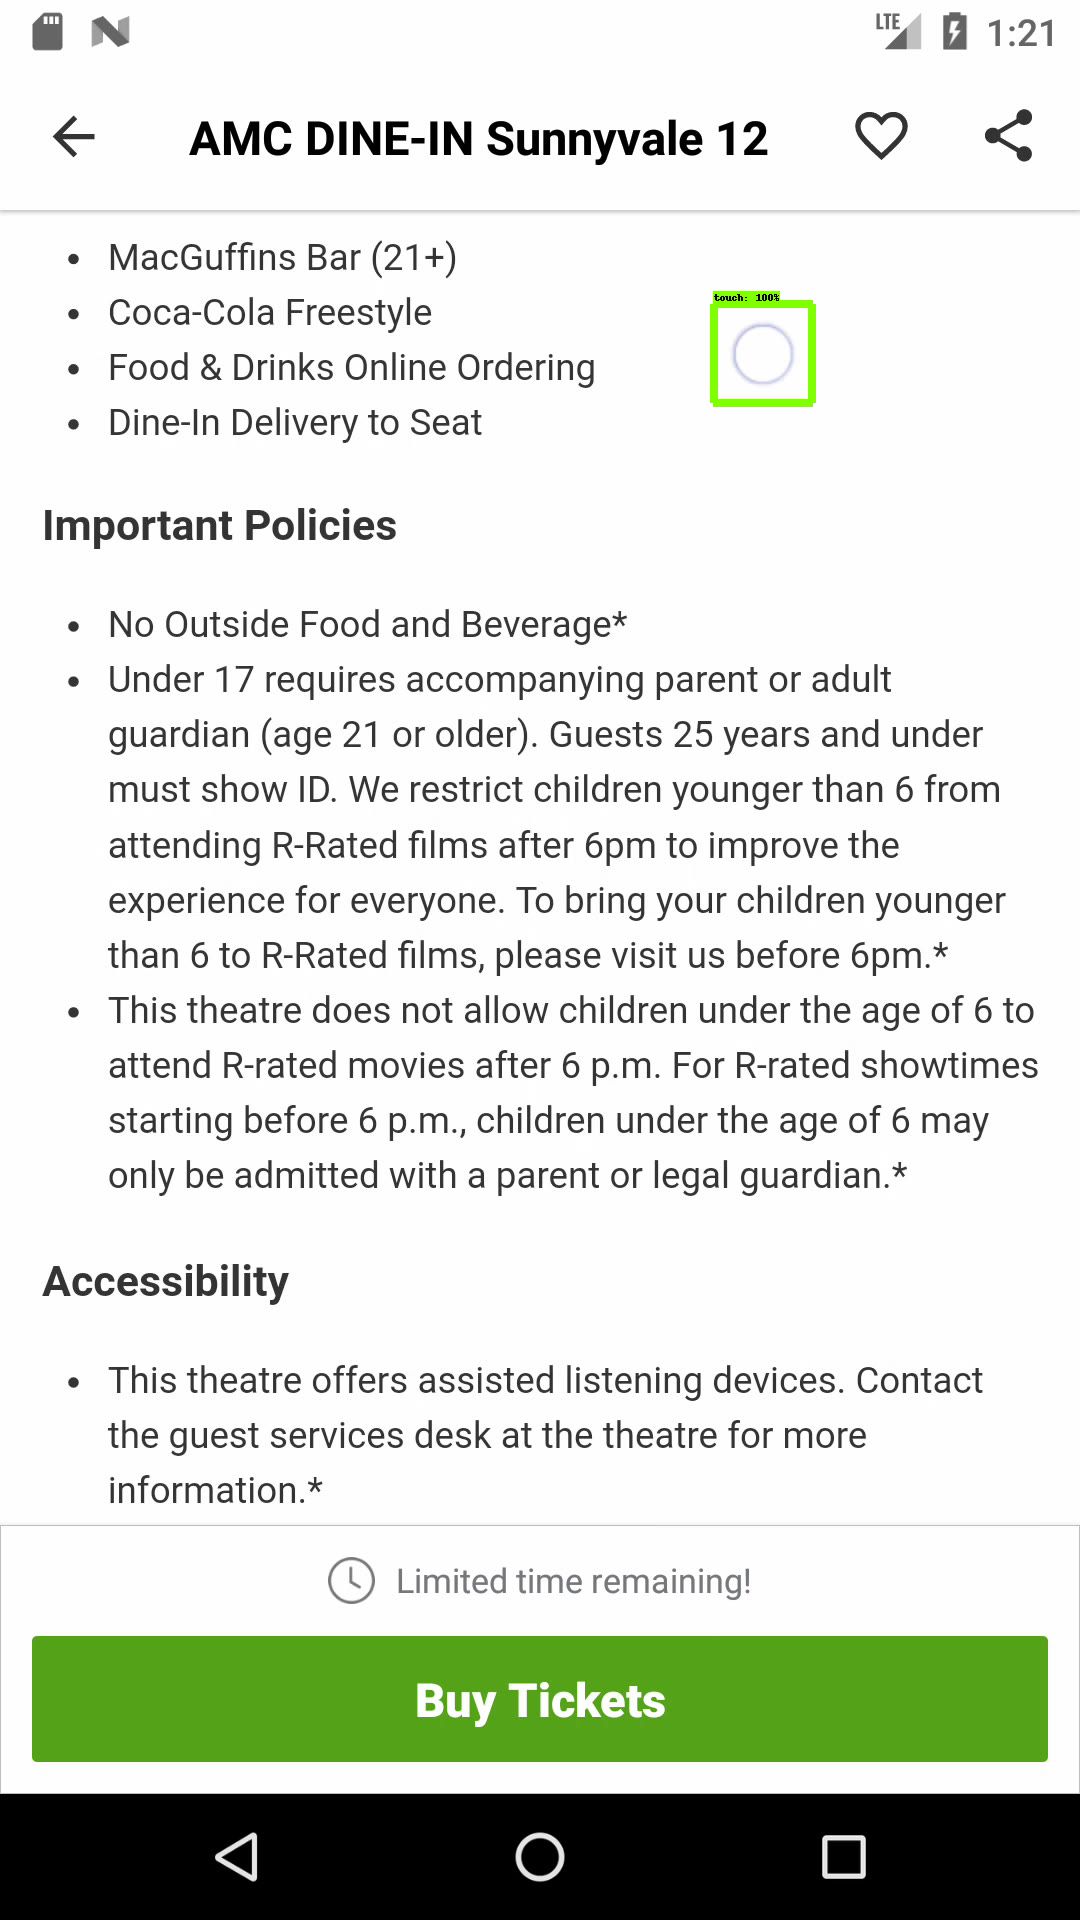 LTE 1:21
AMC DINE-IN Sunnyvale 12
• MacGuffins Bar (21+)
touch: 100%
• Coca-Cola Freestyle
• Food & Drinks Online Ordering
• Dine-In Delivery to Seat
Important Policies
• No Outside Food and Beverage*
• Under 17 requires accompanying parent or adult
guardian (age 21 or older). Guests 25 years and under
must show ID. We restrict children younger than 6 from
attending R-Rated films after 6pm to improve the
experience for everyone. To bring your children younger
than 6 to R-Rated films, please visit us before 6pm.*
• This theatre does not allow children under the age of 6 to
attend R-rated movies after 6 p.m. For R-rated showtimes
starting before 6 p.m., children under the age of 6 may
only be admitted with a parent or legal guardian.*
Accessibility
• This theatre offers assisted listening devices. Contact
the guest services desk at the theatre for more
information.*
Limited time remaining!
Buy Tickets